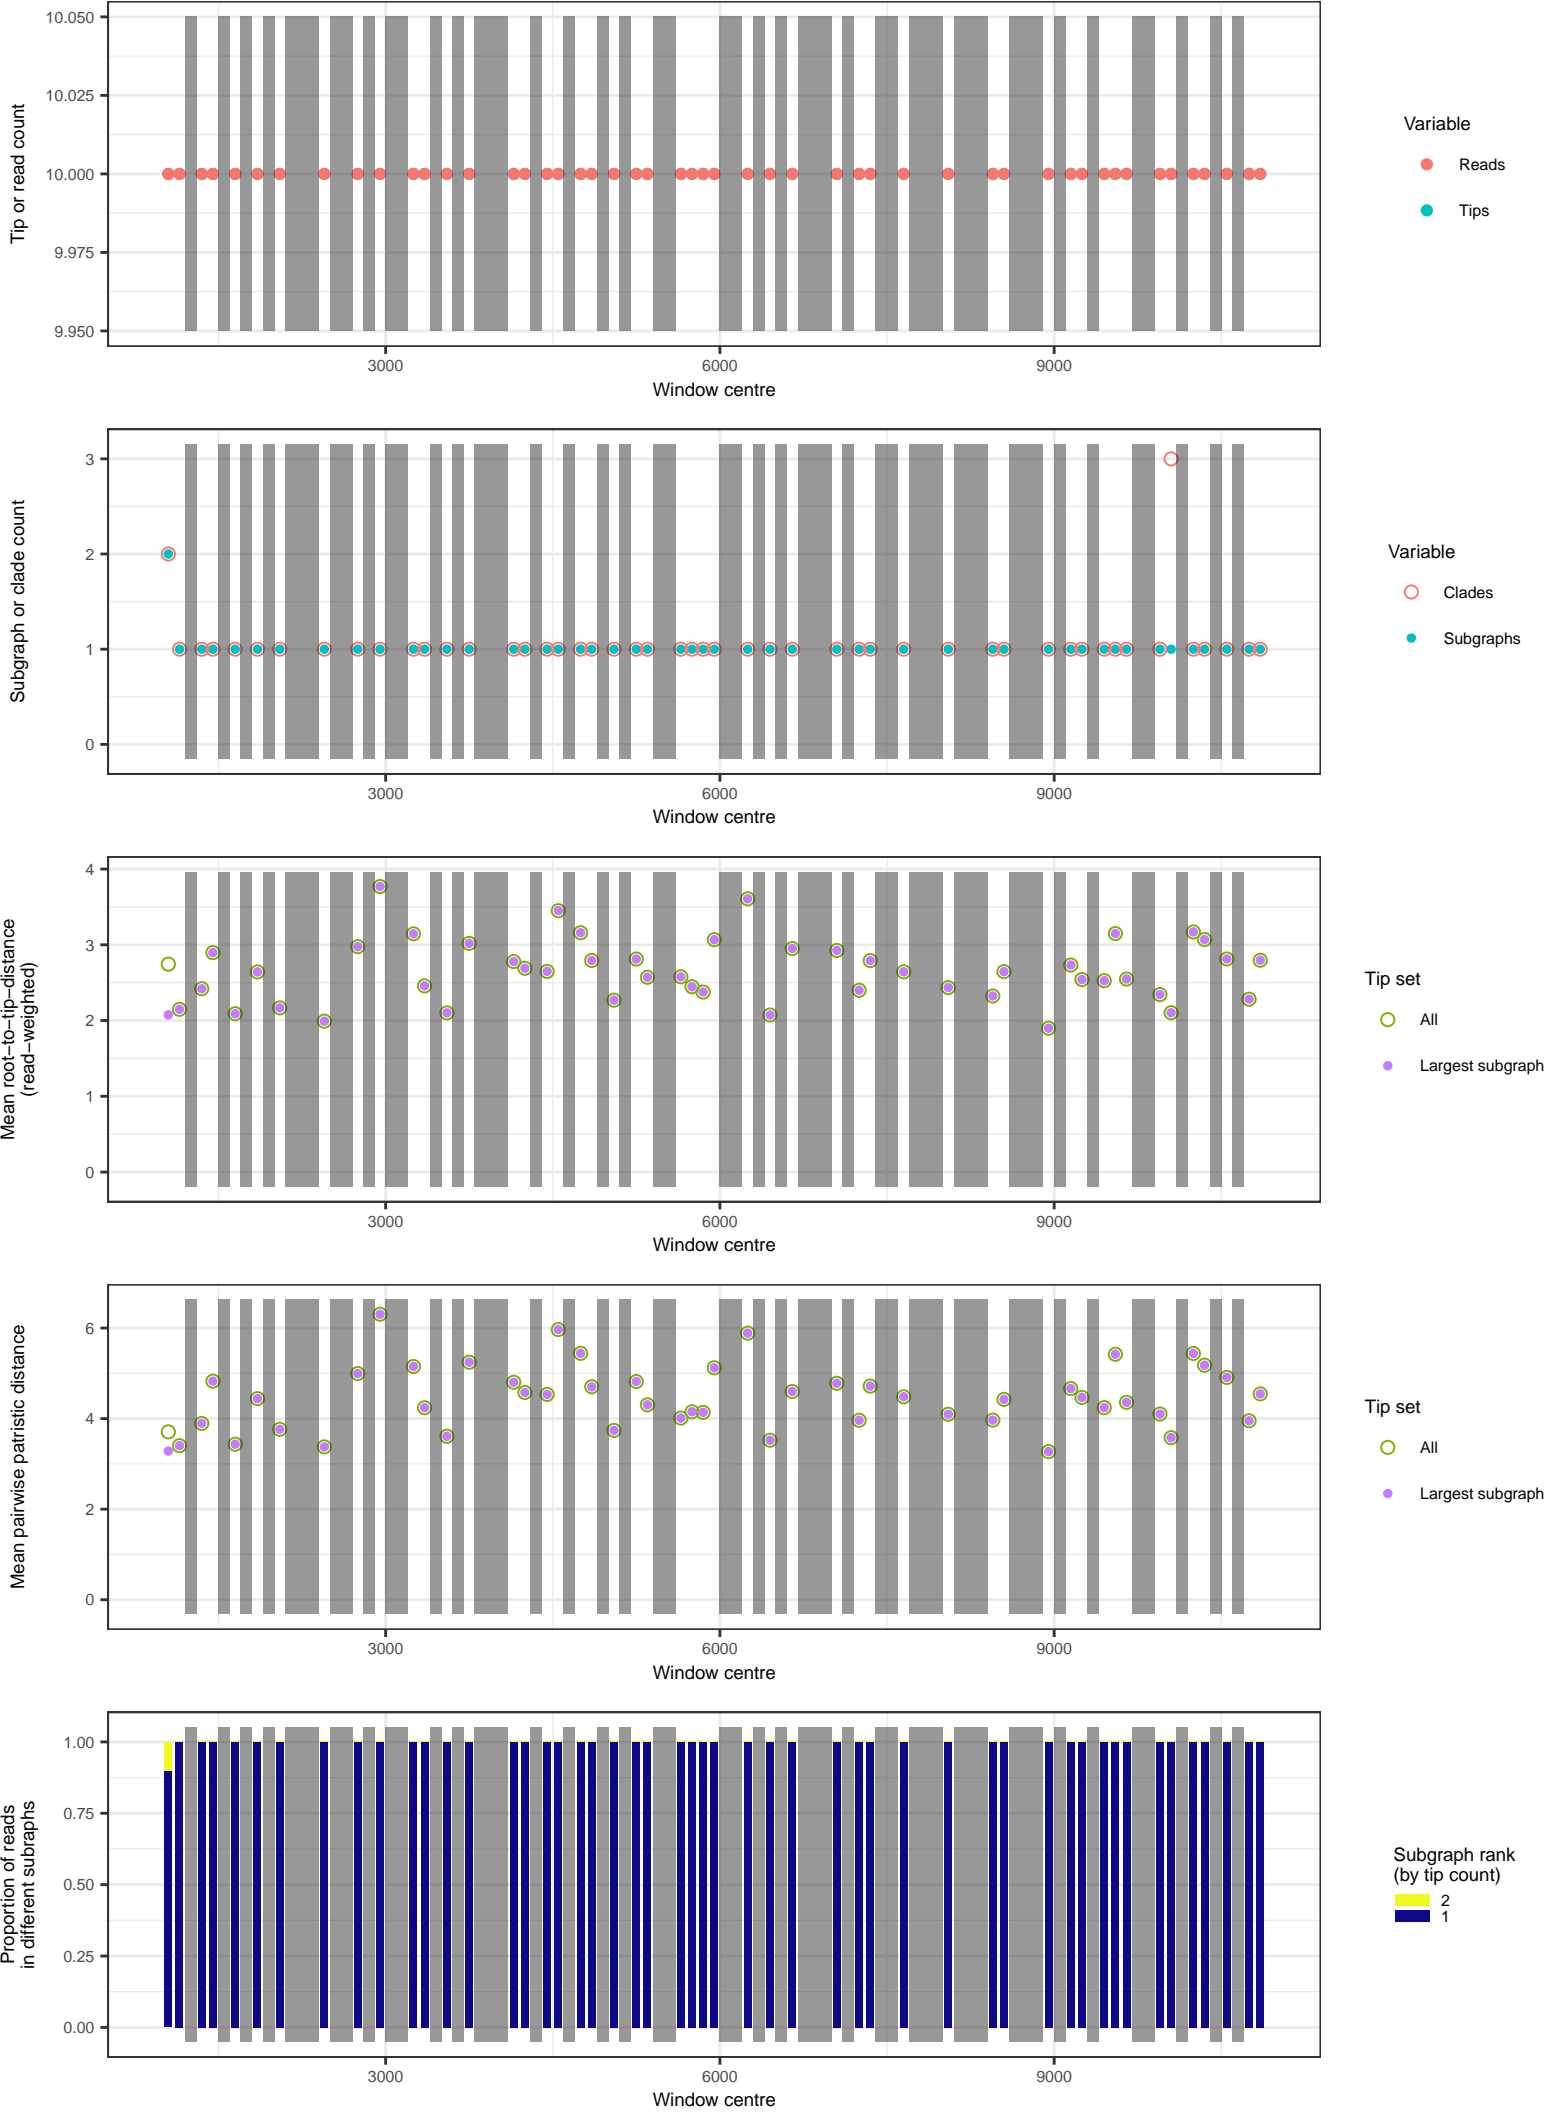 10.050
10.025
10.000
9.975
9.950
Tip or read count
3000
6000
9000
Window centre
Variable
Reads
Tips
3
2
1
0
Subgraph or clade count
3000
6000
9000
Window centre
Variable
Clades
Subgraphs
4
3
2
1
0
Mean root−to−tip−distance
(read−weighted)
3000
6000
9000
Window centre
Tip set
All
Largest subgraph
6
4
2
0
Mean pairwise patristic distance
3000
6000
9000
Window centre
Tip set
All
Largest subgraph
1.00
0.75
0.50
0.25
0.00
Proportion of reads
in different subraphs
3000
6000
9000
Window centre
Subgraph rank
(by tip count)
2
1